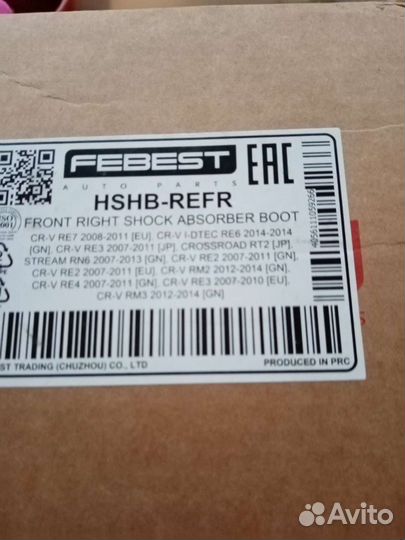 FEBEST
EAC
AUTO PARTS
HSHB-REFR
FRONT RIGHT SHOCK ABSORBER BOOT
CR-V RE7 2008-2011 [EU], CR-V I-DTEC RE6 2014-2014
[GN], CR-V RE3 2007-2011 [JP], CROSSROAD RT2 [JP],
STREAM RN6 2007-2013 [GN], CR-V RE2 2007-2011 [GN],
CR-V RE2 2007-2011 [EU], CR-V RM2 2012-2014 [GN],
CR-V RE4 2007-2011 [GN], CR-V RE3 2007-2010 [EU],
CR-V RM3 2012-2014 [GN]
ISO
9001
ST TRADING (CHUZHOU) CO., LTD
PRODUCED IN PRC
Avito